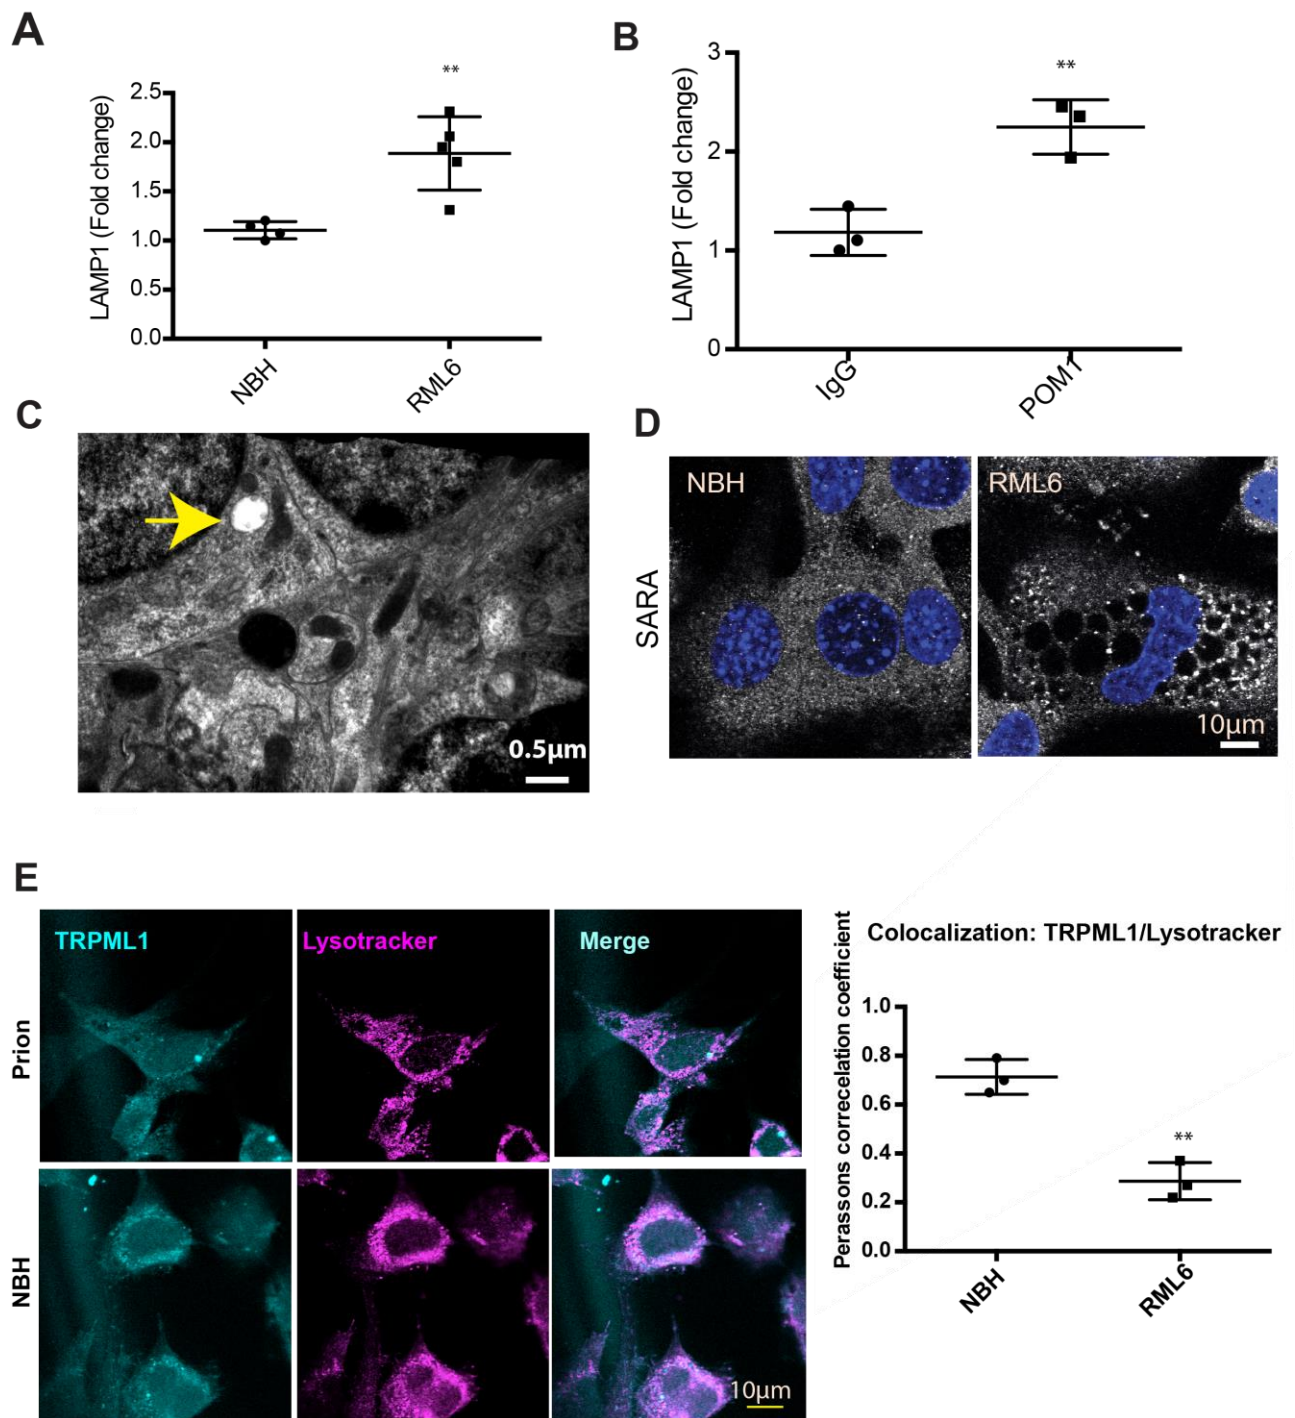 A
LAMP1 (Fold change)
2.5
2.0
1.5
1.0
0.5
0.0
**
NBH
RML6
B
LAMP1 (Fold change)
3
2
1
0
**
IgG
POM1
C
0.5µm
D
SARA
NBH
RML6
10µm
E
TRPML1
Lysotracker
Merge
Prion
NBH
10µm
Colocalization: TRPML1/Lysotracker
Perassons correcelation coefficient
1.0
0.8
0.6
0.4
0.2
0.0
**
NBH
RML6